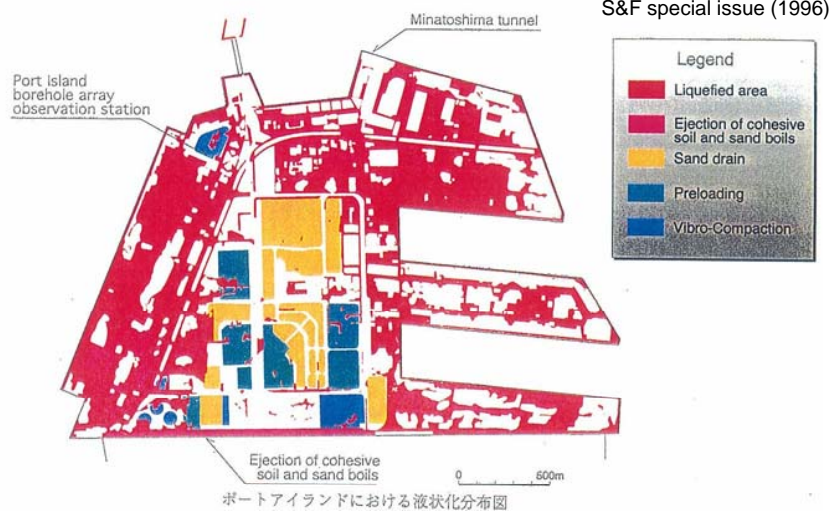 S&F special issue (1996)
Minatoshima tunnel
Port island
borehole array
observation station
Legend
Liquefied area
Ejection of cohesive
soil and sand boils
Sand drain
Preloading
Vibro-Compaction
Ejection of cohesive
soil and sand boils
0 500m
ポートアイランドにおける液状化分布図